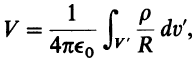 V = \frac{1}{4\pi\epsilon_0} \int_{V'} \frac{\rho}{R} \, dv',